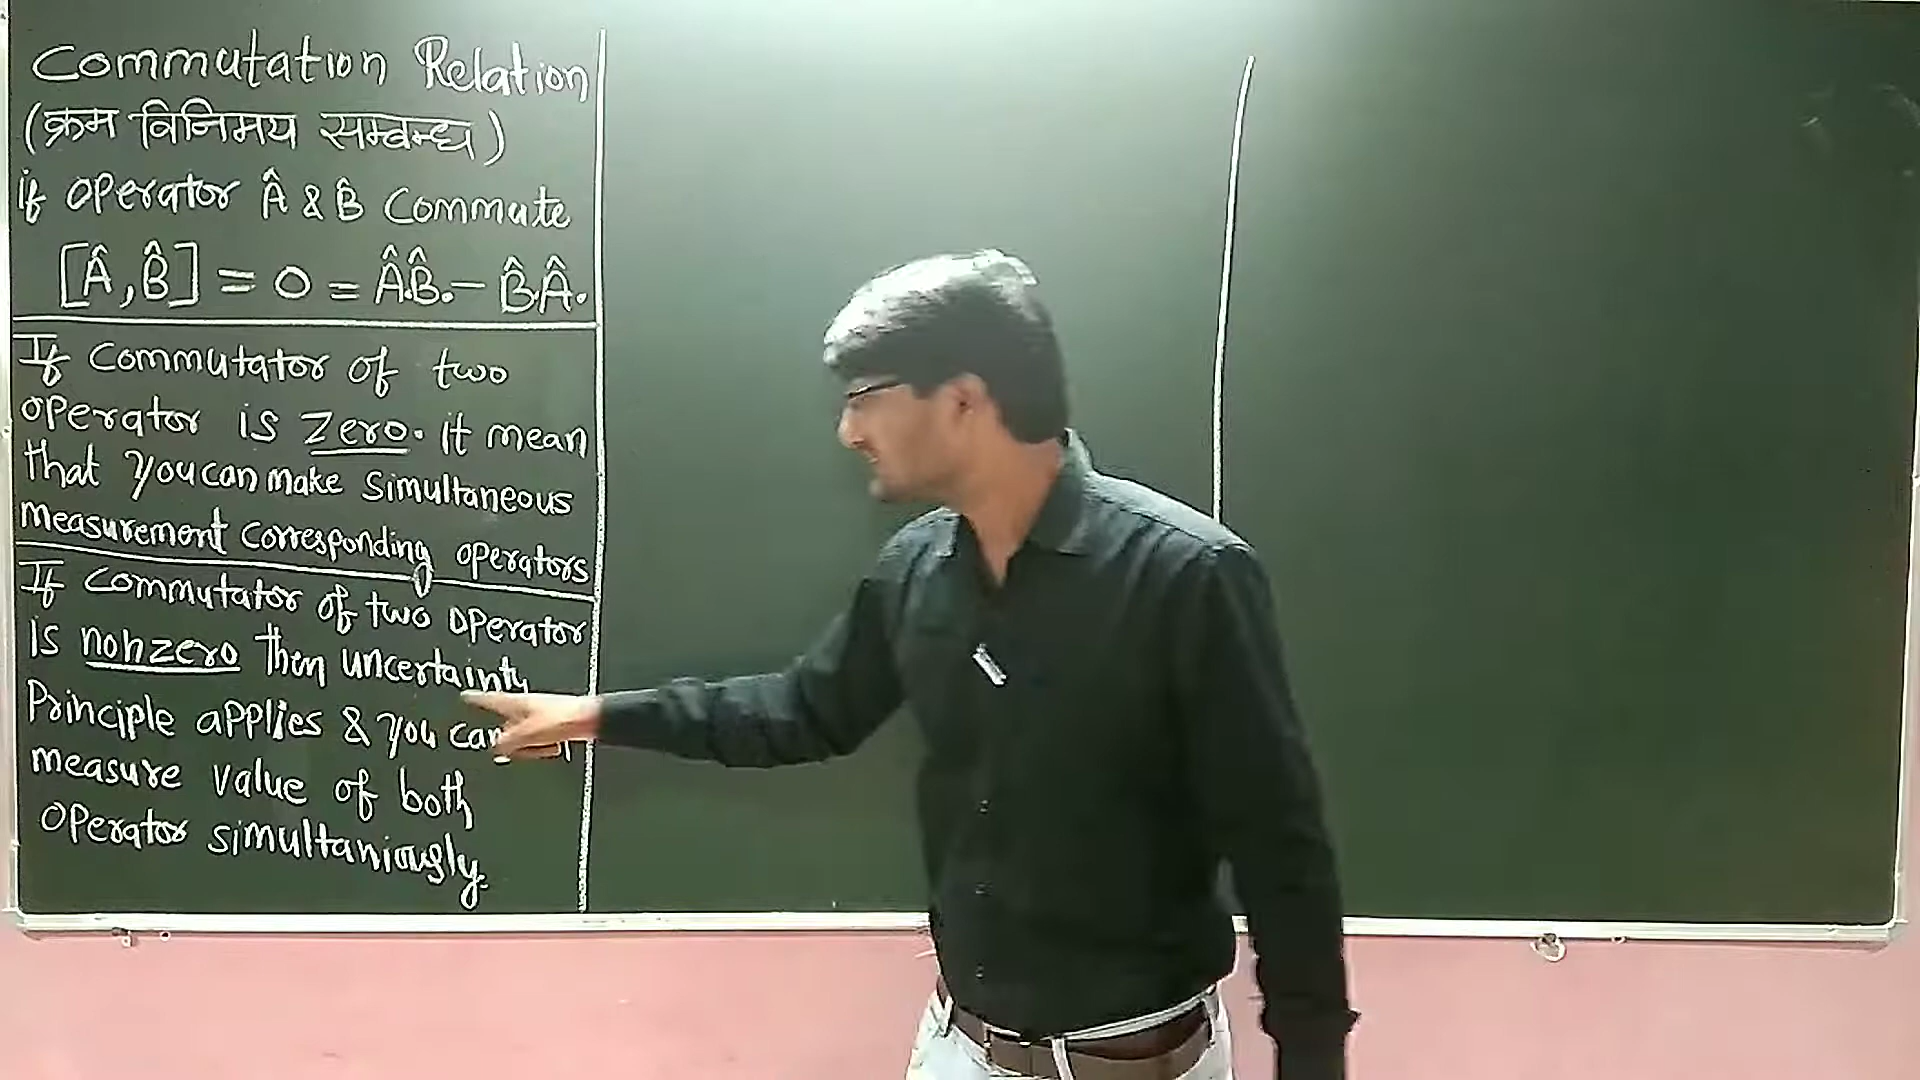 Commutation Relation
(क्रम विनिमय सम्बन्ध)
if operator Â & B̂ Commute
[Â, B̂] = 0 = Â.B̂. - B̂.Â.
If Commutator of two
operator is Zero. it mean
that you can make simultaneous
measurement corresponding operators
If Commutator of two operator
is nonzero then uncertainty
Principle applies & you
measure value of both
operator simultaniously.